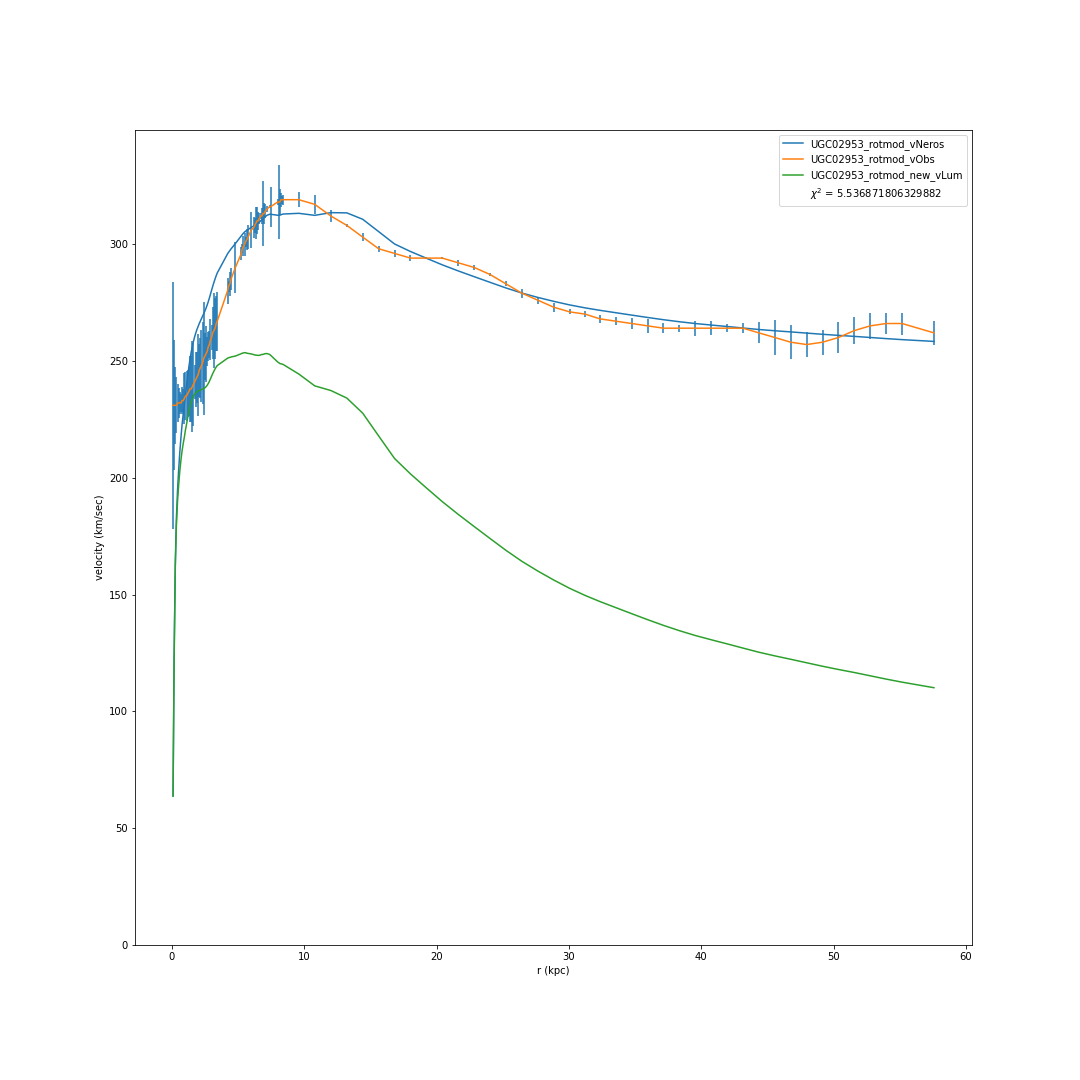 UGC02953_rotmod_vNeros
UGC02953_rotmod_vObs
UGC02953_rotmod_new_vLum
χ² = 5.536871806329882
300
250
200
150
100
50
0
velocity (km/sec)
0 10 20 30 40 50 60
r (kpc)